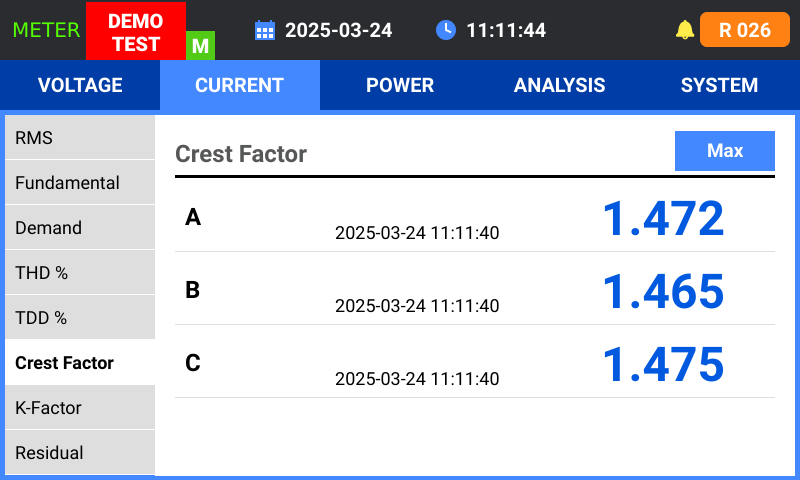 METER
DEMO
TEST
M
2025-03-24
11:11:44
R 026
VOLTAGE
CURRENT
POWER
ANALYSIS
SYSTEM
RMS
Fundamental
Demand
THD %
TDD %
Crest Factor
K-Factor
Residual
Crest Factor
Max
A
2025-03-24 11:11:40
1.472
B
2025-03-24 11:11:40
1.465
C
2025-03-24 11:11:40
1.475